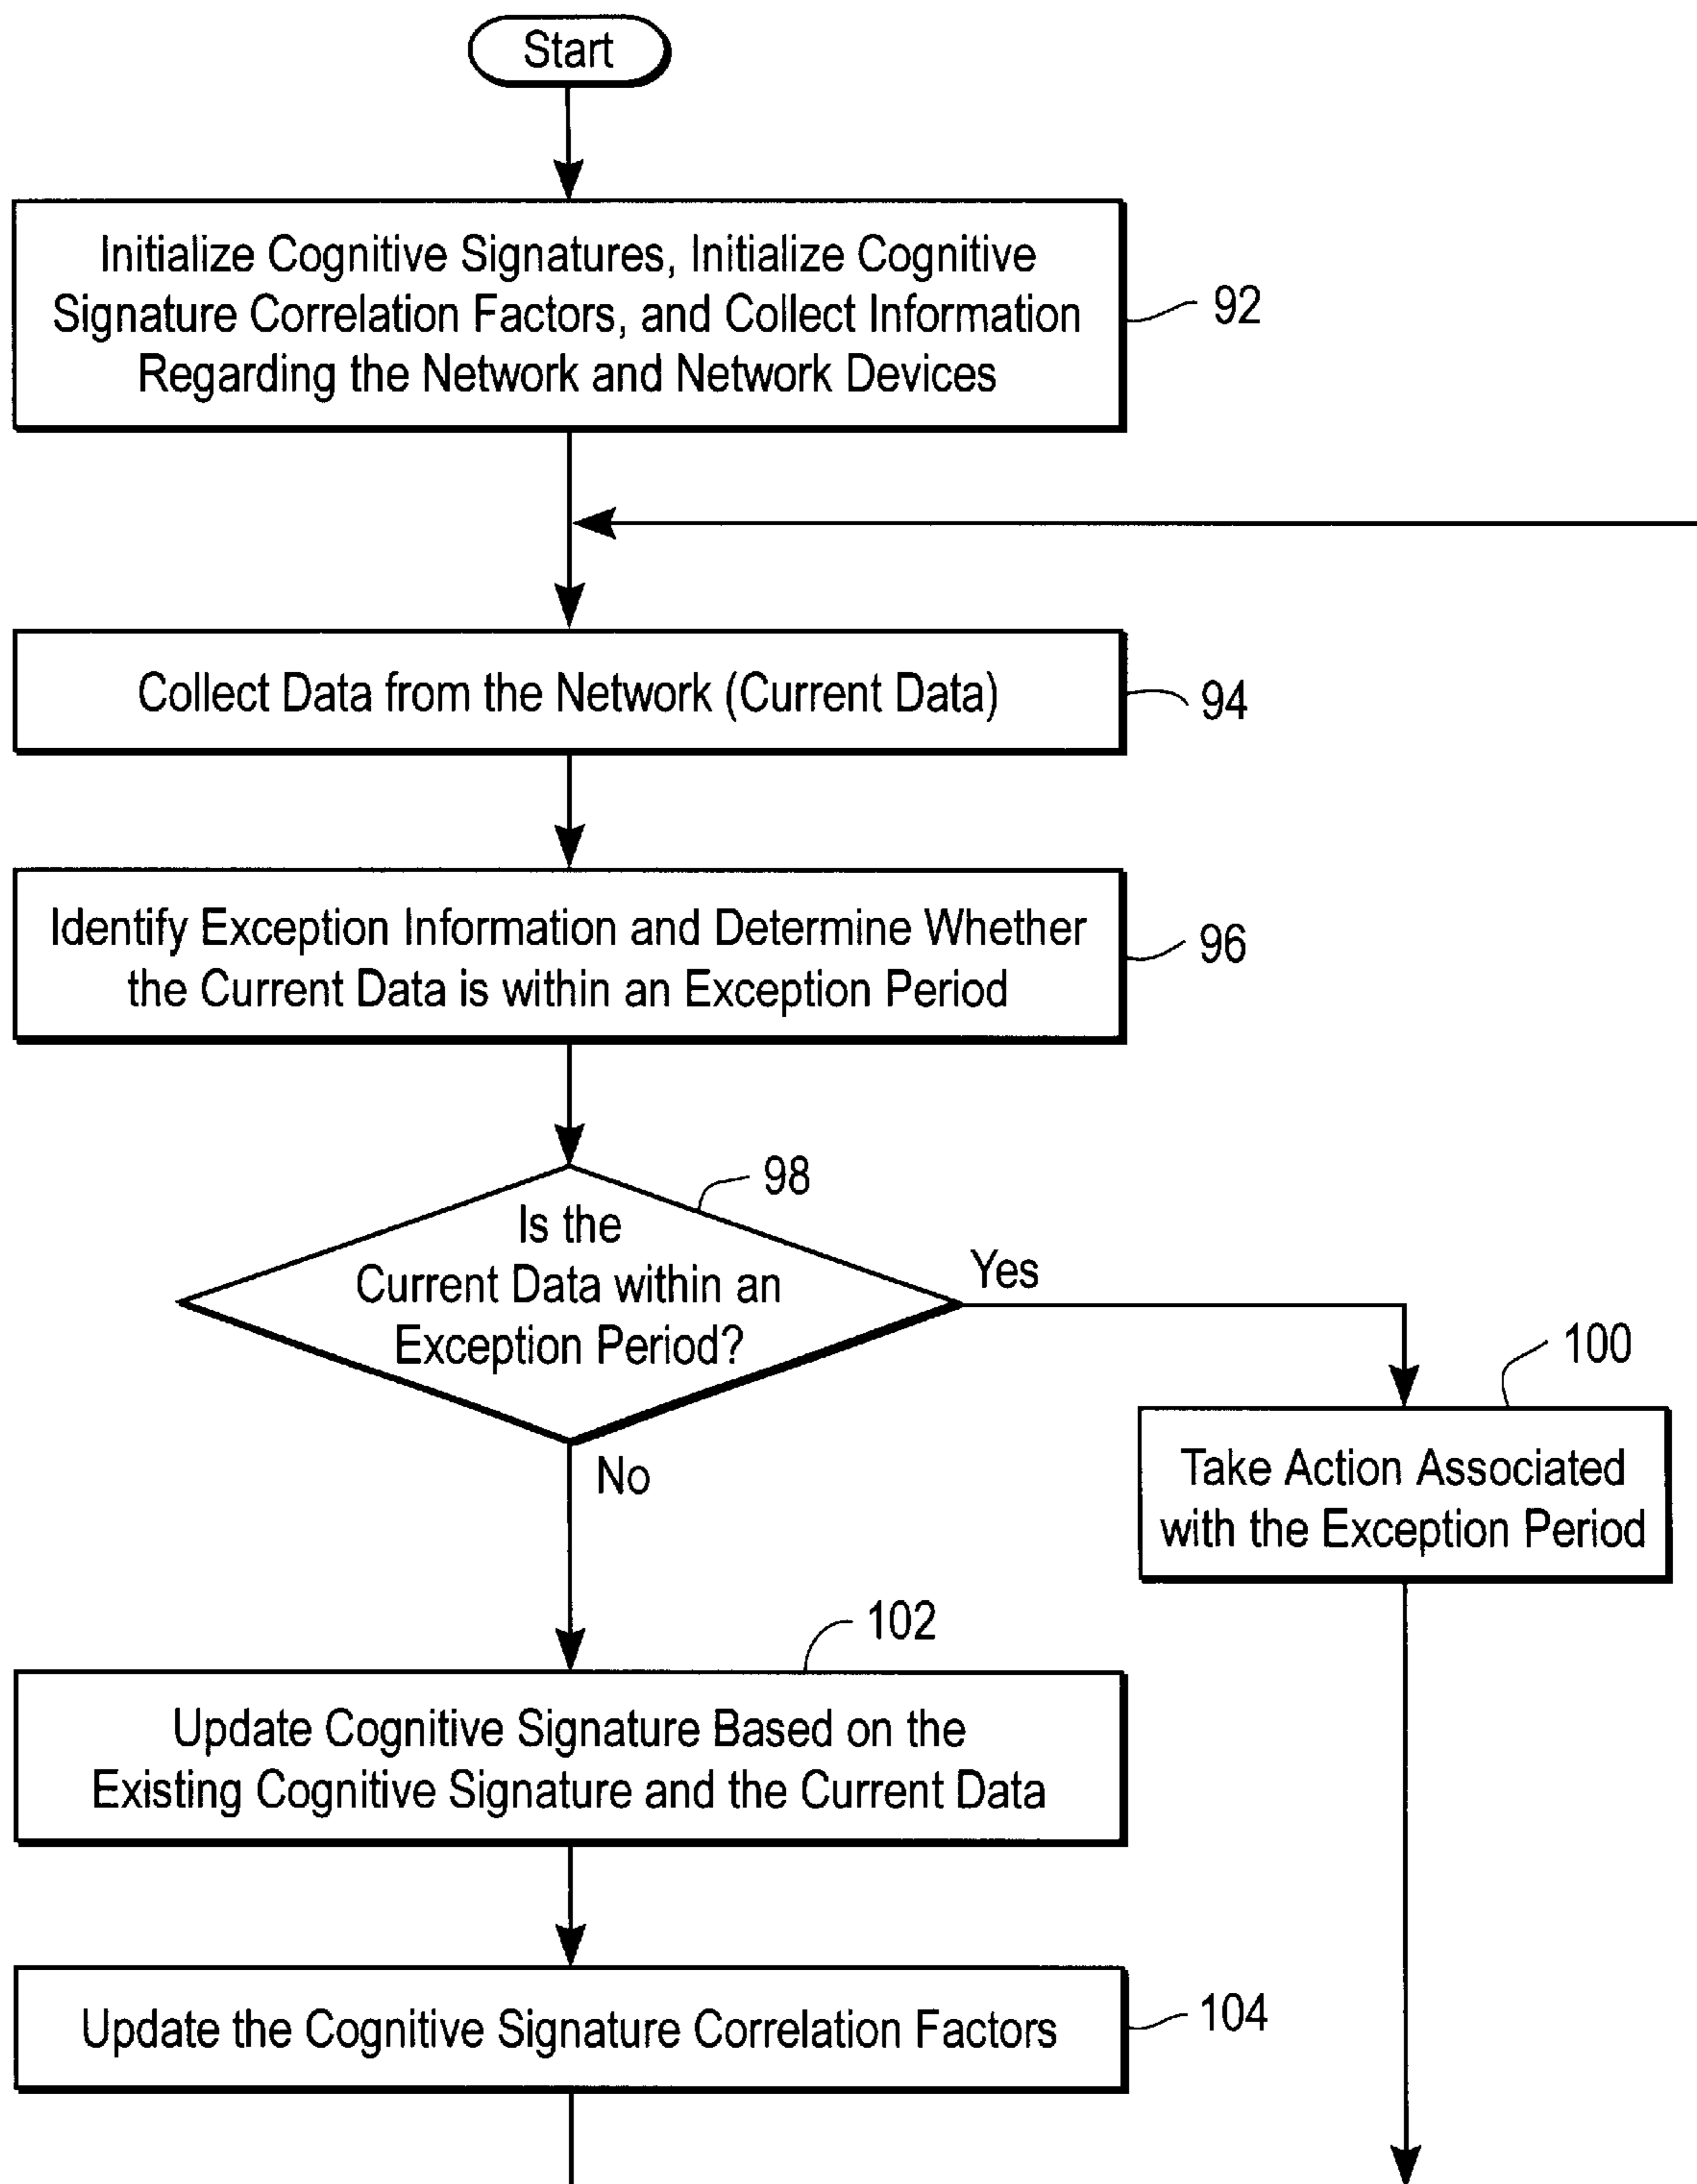 Start
Initialize Cognitive Signatures, Initialize Cognitive
Signature Correlation Factors, and Collect Information
Regarding the Network and Network Devices
92
Collect Data from the Network (Current Data)
94
Identify Exception Information and Determine Whether
the Current Data is within an Exception Period
96
98
Is the
Current Data within an
Exception Period?
Yes
No
100
Take Action Associated
with the Exception Period
102
Update Cognitive Signature Based on the
Existing Cognitive Signature and the Current Data
Update the Cognitive Signature Correlation Factors
104